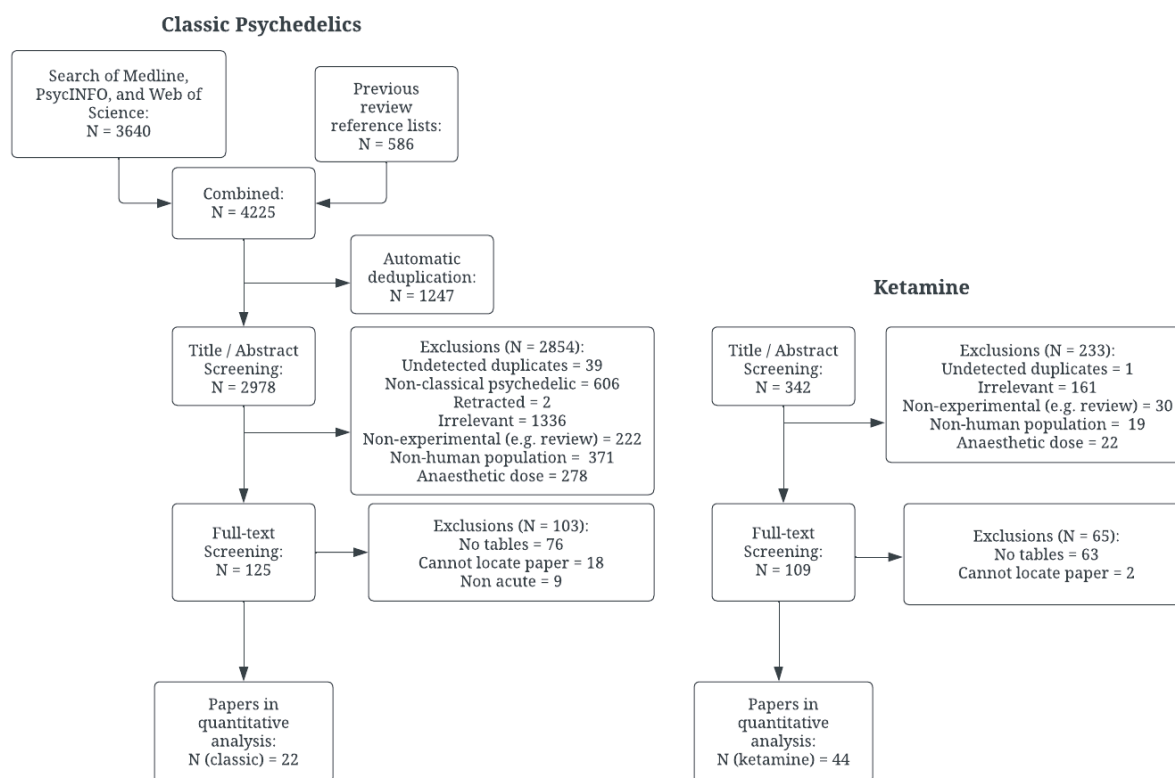 Classic Psychedelics
Search of Medline,
PsycINFO, and Web of
Science:
N = 3640
Previous
review
reference lists:
N = 586
Combined:
N = 4225
Automatic
deduplication:
N = 1247
Title / Abstract
Screening:
N = 2978
Exclusions (N = 2854):
Undetected duplicates = 39
Non-classical psychedelic = 606
Retracted = 2
Irrelevant = 1336
Non-experimental (e.g. review) = 222
Non-human population = 371
Anaesthetic dose = 278
Full-text
Screening:
N = 125
Exclusions (N = 103):
No tables = 76
Cannot locate paper = 18
Non acute = 9
Papers in
quantitative
analysis:
N (classic) = 22
Ketamine
Title / Abstract
Screening:
N = 342
Exclusions (N = 233):
Undetected duplicates = 1
Irrelevant = 161
Non-experimental (e.g. review) = 30
Non-human population = 19
Anaesthetic dose = 22
Full-text
Screening:
N = 109
Exclusions (N = 65):
No tables = 63
Cannot locate paper = 2
Papers in
quantitative
analysis:
N (ketamine) = 44